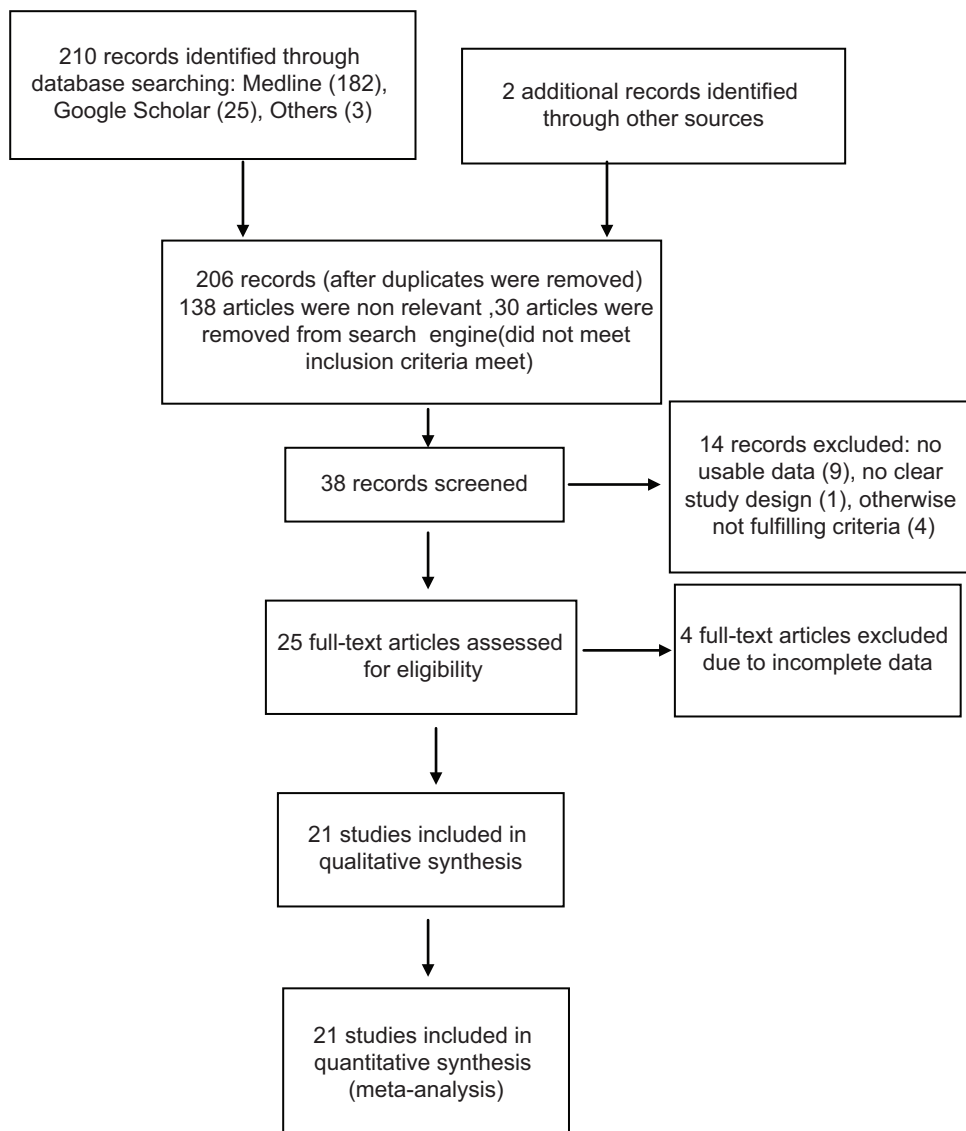 210 records identified through
database searching: Medline (182),
Google Scholar (25), Others (3)
2 additional records identified
through other sources
206 records (after duplicates were removed)
138 articles were non relevant ,30 articles were
removed from search engine(did not meet
inclusion criteria meet)
38 records screened
14 records excluded: no
usable data (9), no clear
study design (1), otherwise
not fulfilling criteria (4)
25 full-text articles assessed
for eligibility
4 full-text articles excluded
due to incomplete data
21 studies included in
qualitative synthesis
21 studies included in
quantitative synthesis
(meta-analysis)